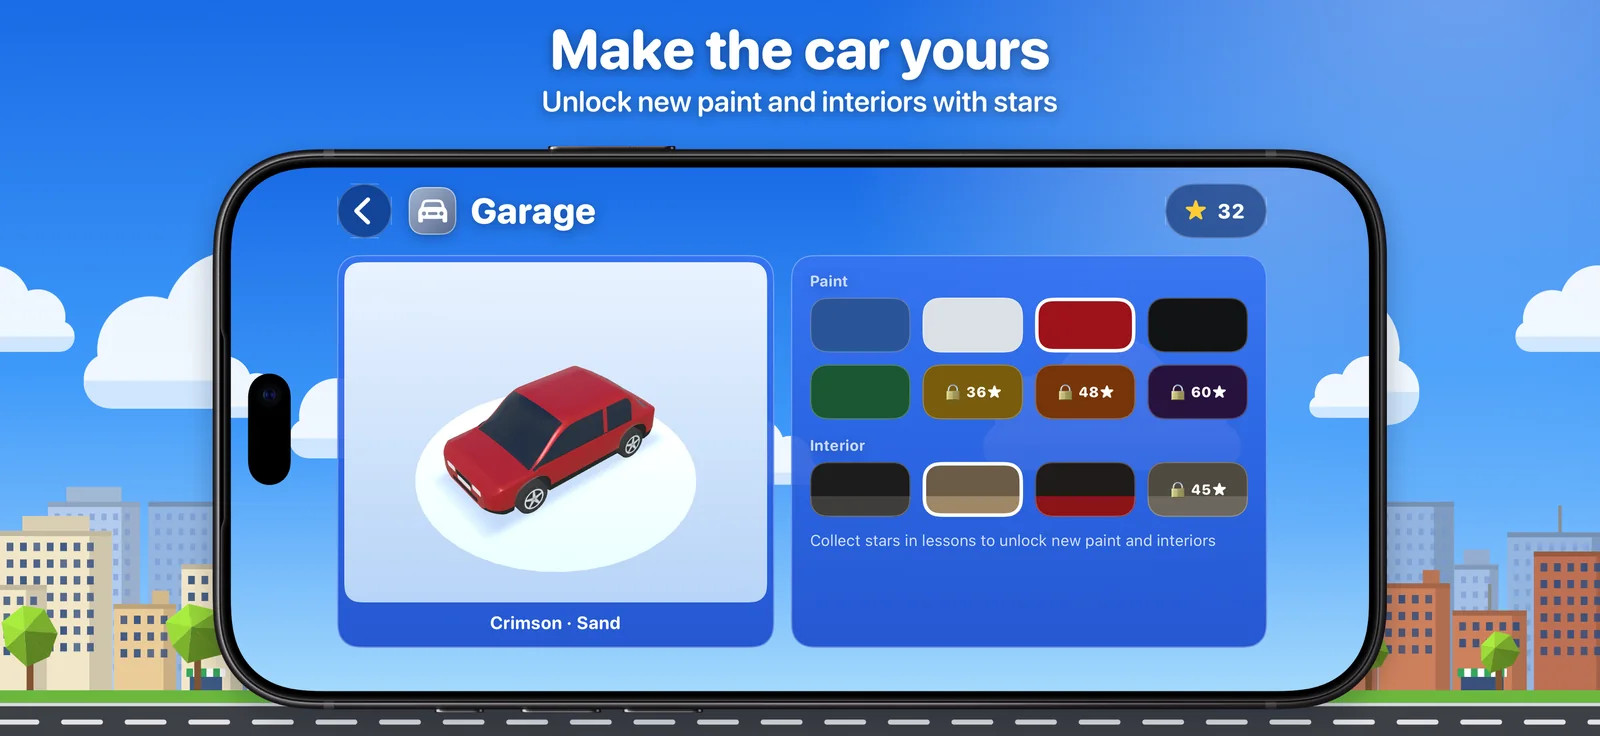 Make the car yours
Unlock new paint and interiors with stars
Garage
32
Paint
36★
48★
60★
Interior
45★
Collect stars in lessons to unlock new paint and interiors
Crimson · Sand